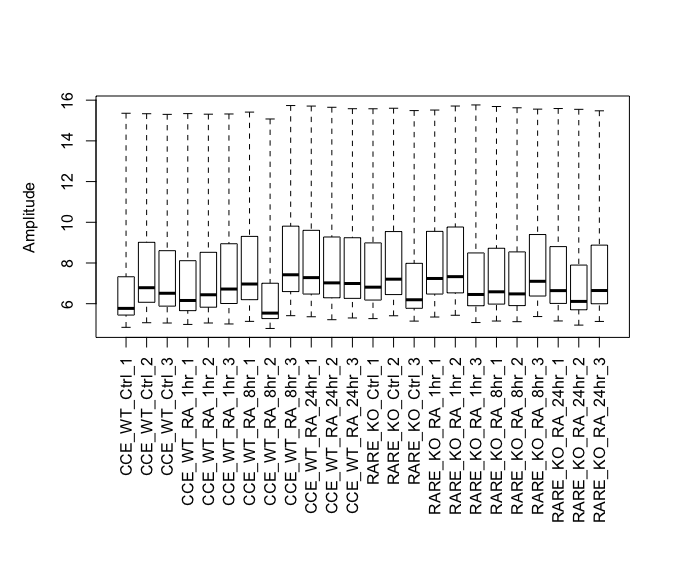 Amplitude
16
14
12
10
8
6
CCE_WT_Ctrl_1
CCE_WT_Ctrl_2
CCE_WT_Ctrl_3
CCE_WT_RA_1hr_1
CCE_WT_RA_1hr_2
CCE_WT_RA_1hr_3
CCE_WT_RA_8hr_1
CCE_WT_RA_8hr_2
CCE_WT_RA_8hr_3
CCE_WT_RA_24hr_1
CCE_WT_RA_24hr_2
CCE_WT_RA_24hr_3
RARE_KO_Ctrl_1
RARE_KO_Ctrl_2
RARE_KO_Ctrl_3
RARE_KO_RA_1hr_1
RARE_KO_RA_1hr_2
RARE_KO_RA_1hr_3
RARE_KO_RA_8hr_1
RARE_KO_RA_8hr_2
RARE_KO_RA_8hr_3
RARE_KO_RA_24hr_1
RARE_KO_RA_24hr_2
RARE_KO_RA_24hr_3